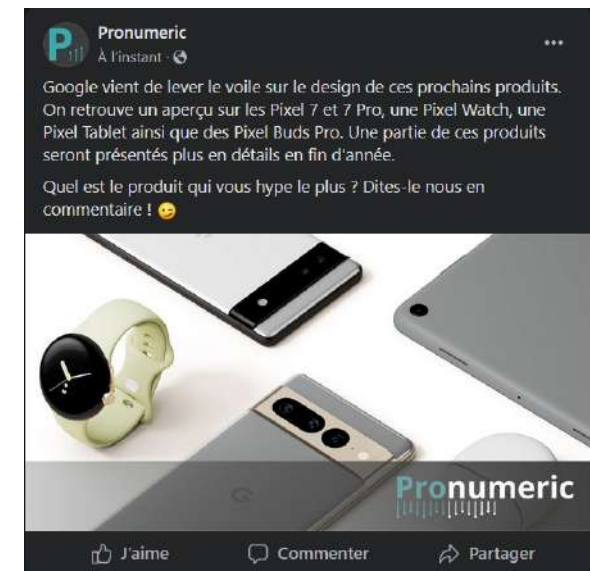 Pronumeric
À l'instant ·
Google vient de lever le voile sur le design de ces prochains produits.
On retrouve un aperçu sur les Pixel 7 et 7 Pro, une Pixel Watch, une
Pixel Tablet ainsi que des Pixel Buds Pro. Une partie de ces produits
seront présentés plus en détails en fin d'année.
Quel est le produit qui vous hype le plus ? Dites-le nous en
commentaire ! 😉
Pronumeric
J'aime
Commenter
Partager